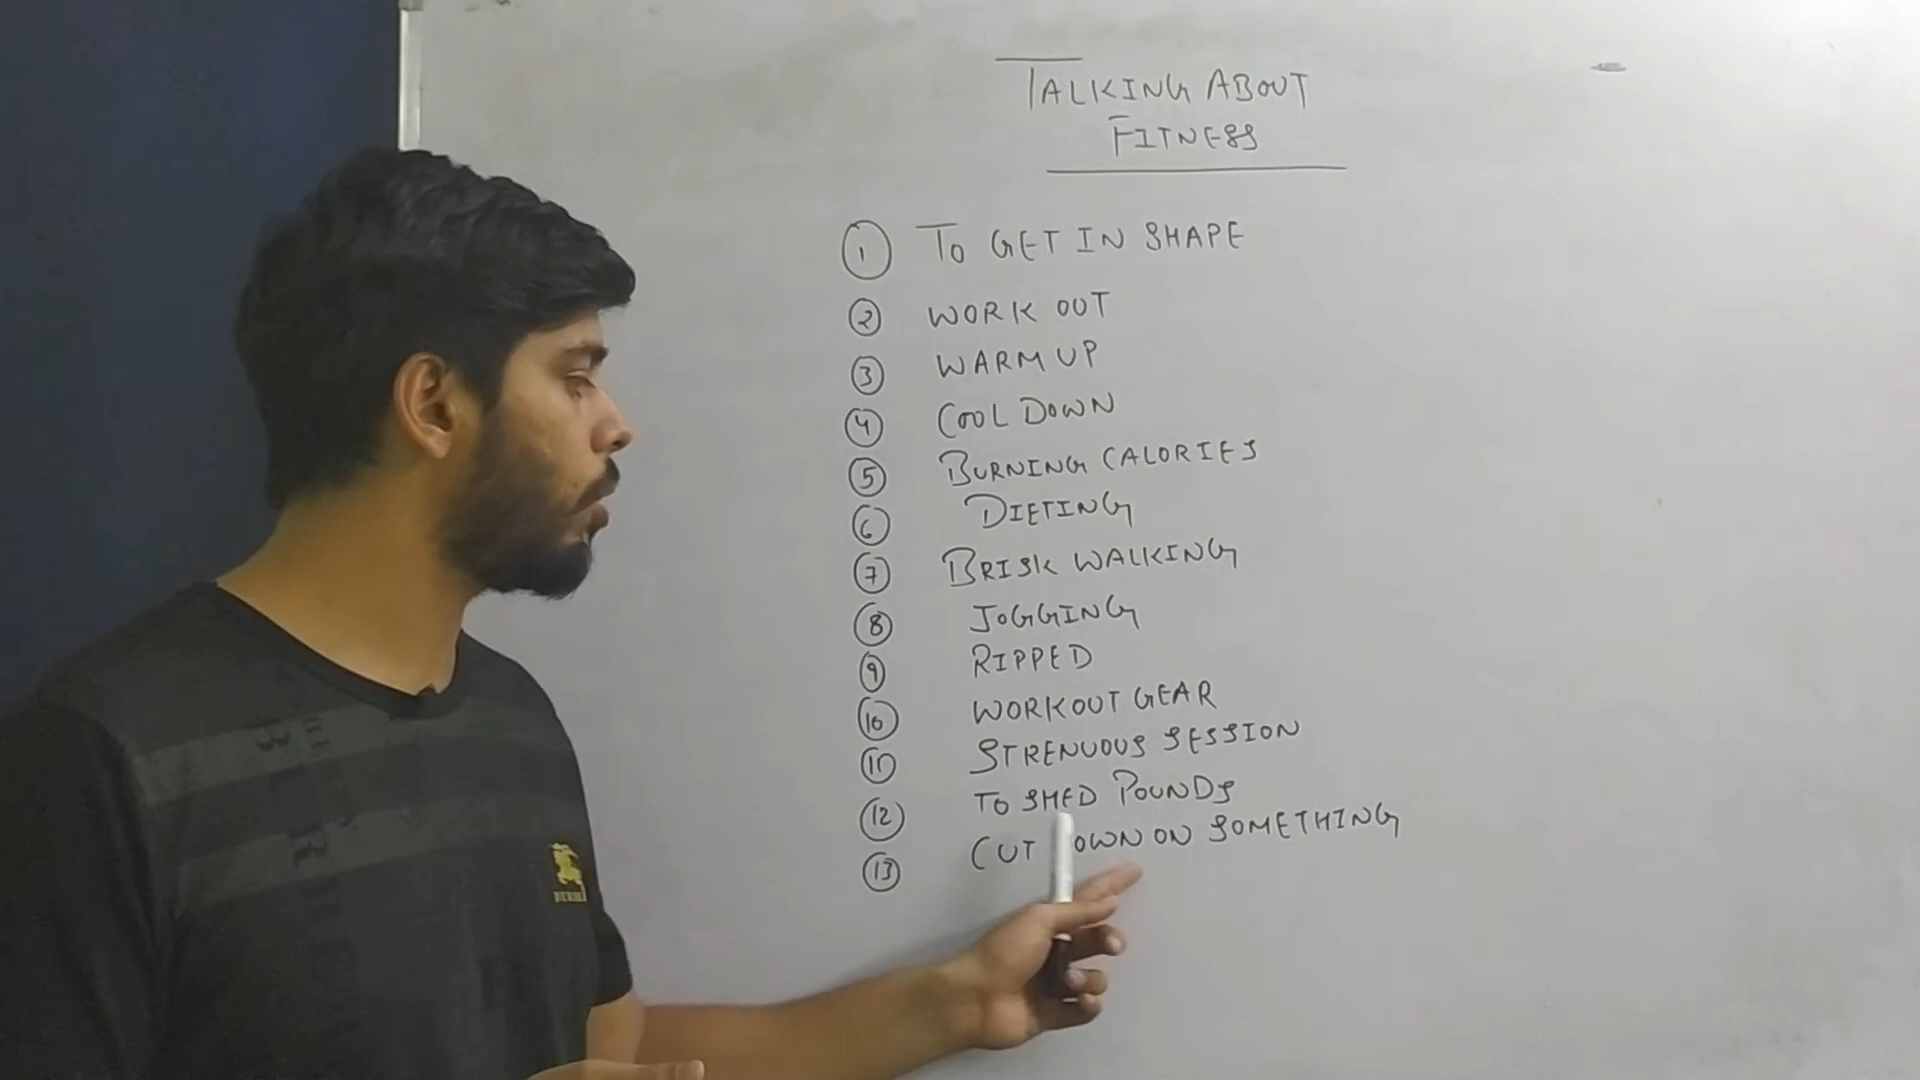 TALKING ABOUT
FITNESS
1 TO GET IN SHAPE
2 WORK OUT
3 WARM UP
4 COOL DOWN
5 BURNING CALORIES
6 DIETING
7 BRISK WALKING
8 JOGGING
9 RIPPED
10 WORKOUT GEAR
11 STRENUOUS SESSION
12 TO SHED POUNDS
13 CUT DOWN ON SOMETHING